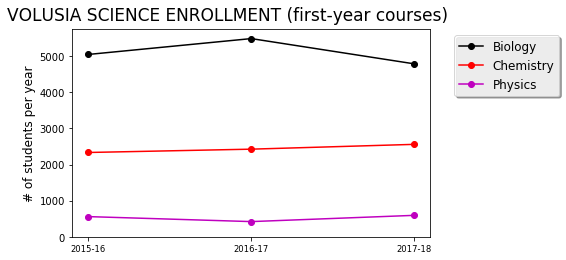 VOLUSIA SCIENCE ENROLLMENT (first-year courses)
# of students per year
5000
4000
3000
2000
1000
0
2015-16
2016-17
2017-18
Biology
Chemistry
Physics